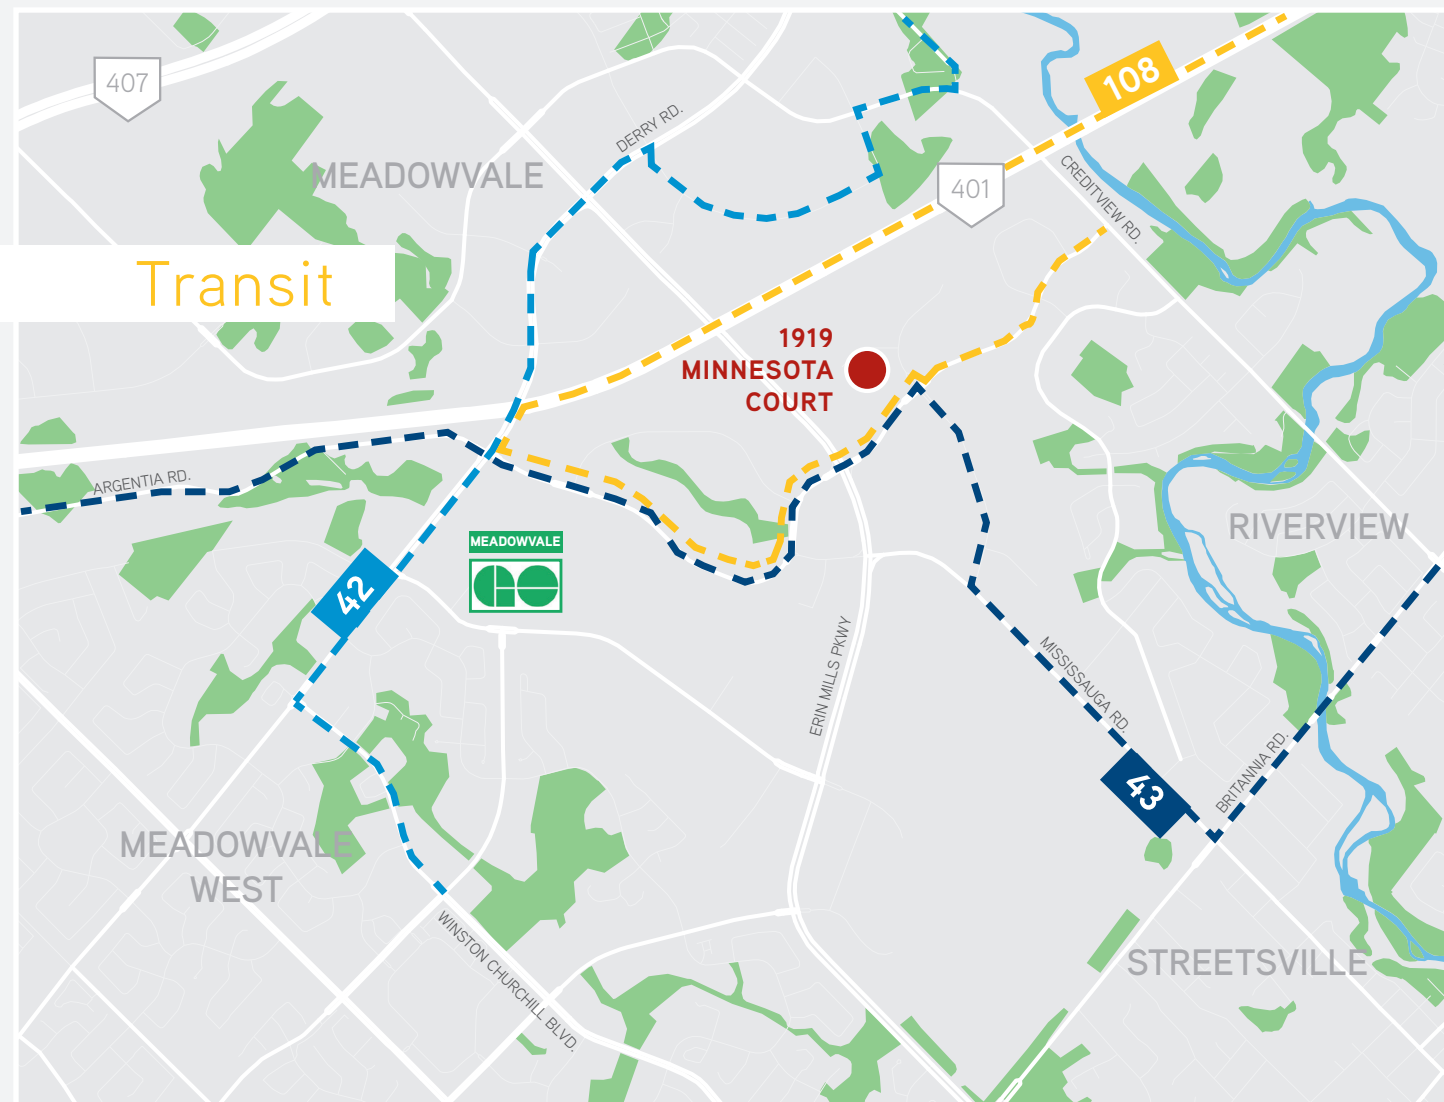 407
108
DERRY RD.
MEADOWVALE
401
CREDITVIEW RD.
Transit
1919
MINNESOTA
COURT
ARGENTIA RD.
RIVERVIEW
MEADOWVALE
GO
42
ERIN MILLS PKWY
MISSISSAUGA RD.
BRITANNIA RD.
43
MEADOWVALE
WEST
WINSTON CHURCHILL BLVD.
STREETSVILLE